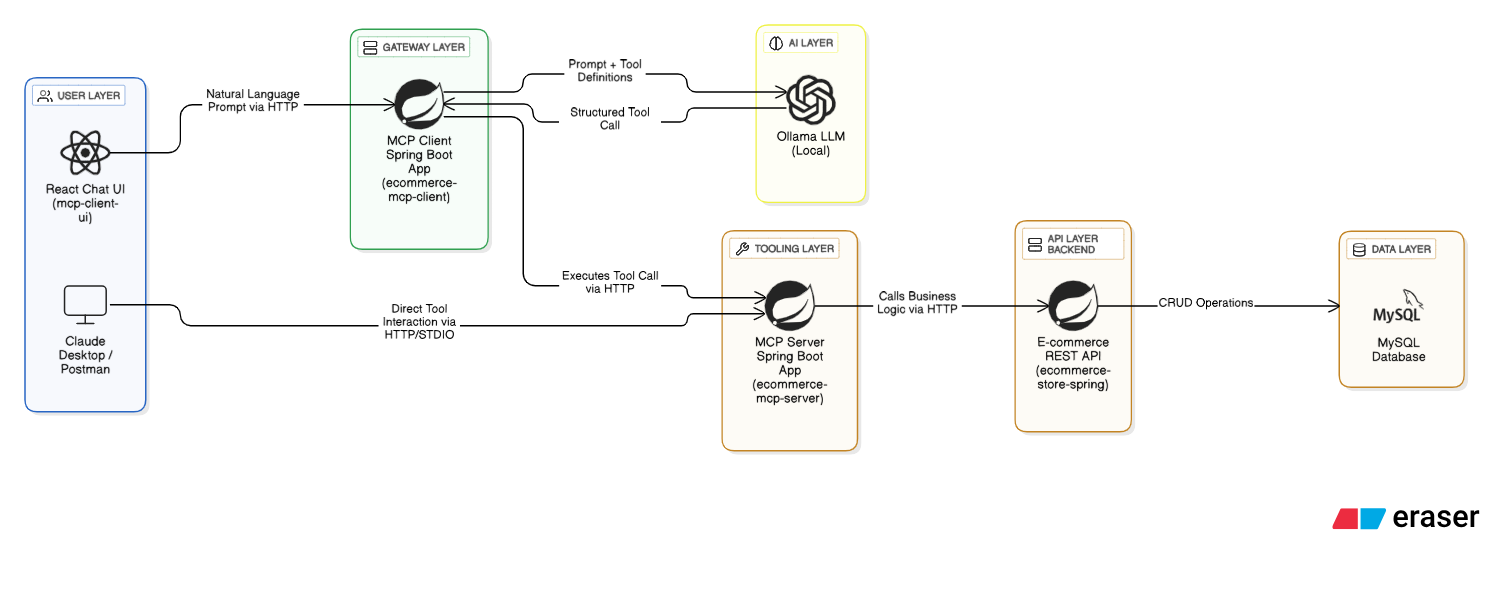 USER LAYER
React Chat UI
(mcp-client-
ui)
Claude
Desktop /
Postman
Natural Language
Prompt via HTTP
GATEWAY LAYER
MCP Client
Spring Boot
App
(ecommerce-
mcp-client)
Prompt + Tool
Definitions
Structured Tool
Call
AI LAYER
Ollama LLM
(Local)
Executes Tool Call
via HTTP
Direct Tool
Interaction via
HTTP/STDIO
TOOLING LAYER
MCP Server
Spring Boot
App
(ecommerce-
mcp-server)
Calls Business
Logic via HTTP
API LAYER
BACKEND
E-commerce
REST API
(ecommerce-
store-spring)
CRUD Operations
DATA LAYER
MySQL
MySQL
Database
eraser